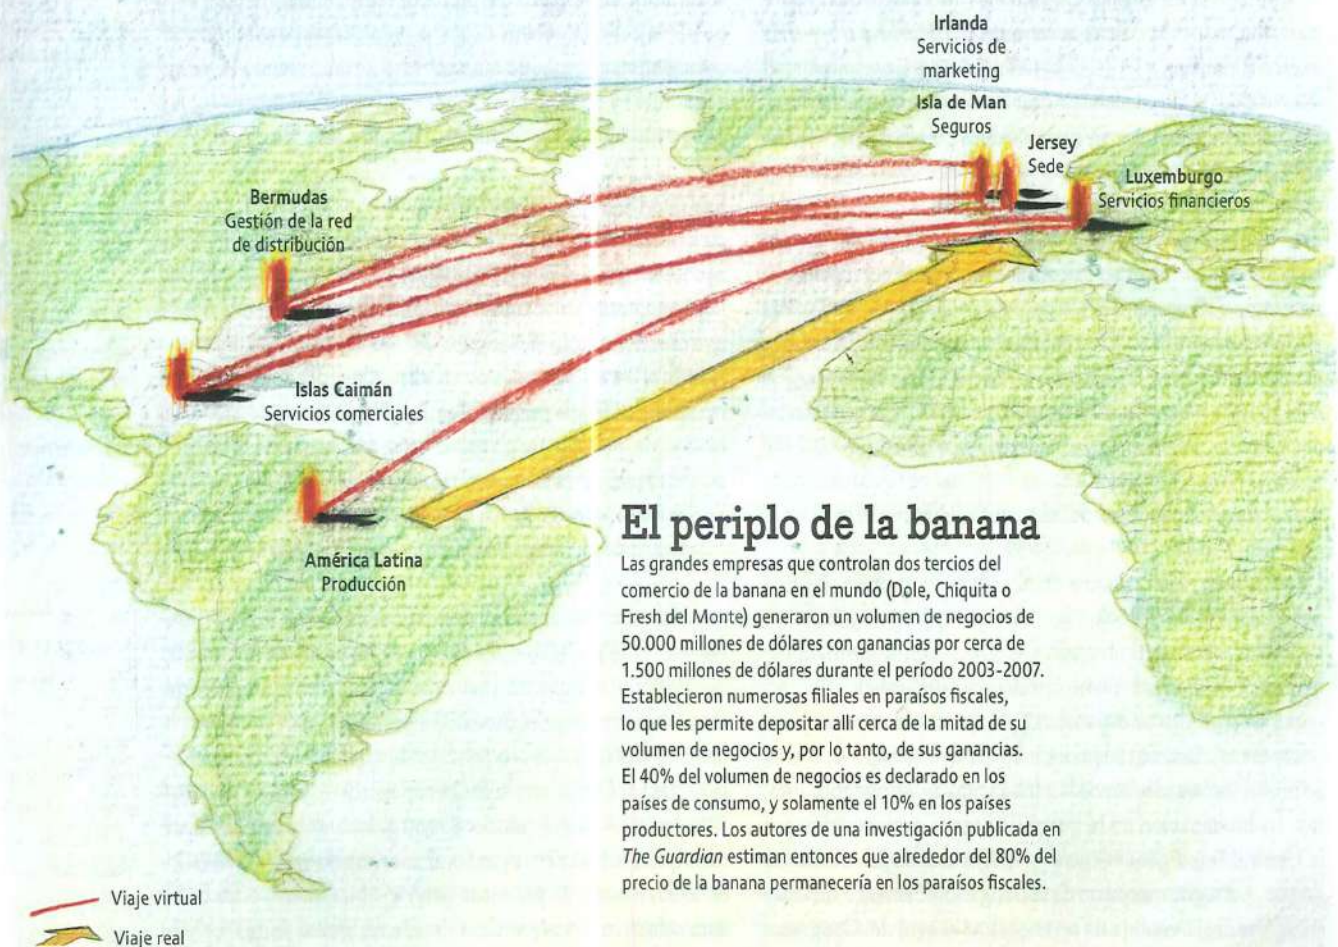 Irlanda
Servicios de
marketing
Isla de Man
Seguros
Jersey
Sede
Luxemburgo
Servicios financieros
Bermudas
Gestión de la red
de distribución
Islas Caimán
Servicios comerciales
América Latina
Producción
El periplo de la banana
Las grandes empresas que controlan dos tercios del
comercio de la banana en el mundo (Dole, Chiquita o
Fresh del Monte) generaron un volumen de negocios de
50.000 millones de dólares con ganancias por cerca de
1.500 millones de dólares durante el período 2003-2007.
Establecieron numerosas filiales en paraísos fiscales,
lo que les permite depositar allí cerca de la mitad de su
volumen de negocios y, por lo tanto, de sus ganancias.
El 40% del volumen de negocios es declarado en los
países de consumo, y solamente el 10% en los países
productores. Los autores de una investigación publicada en
The Guardian estiman entonces que alrededor del 80% del
precio de la banana permanecería en los paraísos fiscales.
Viaje virtual
Viaje real